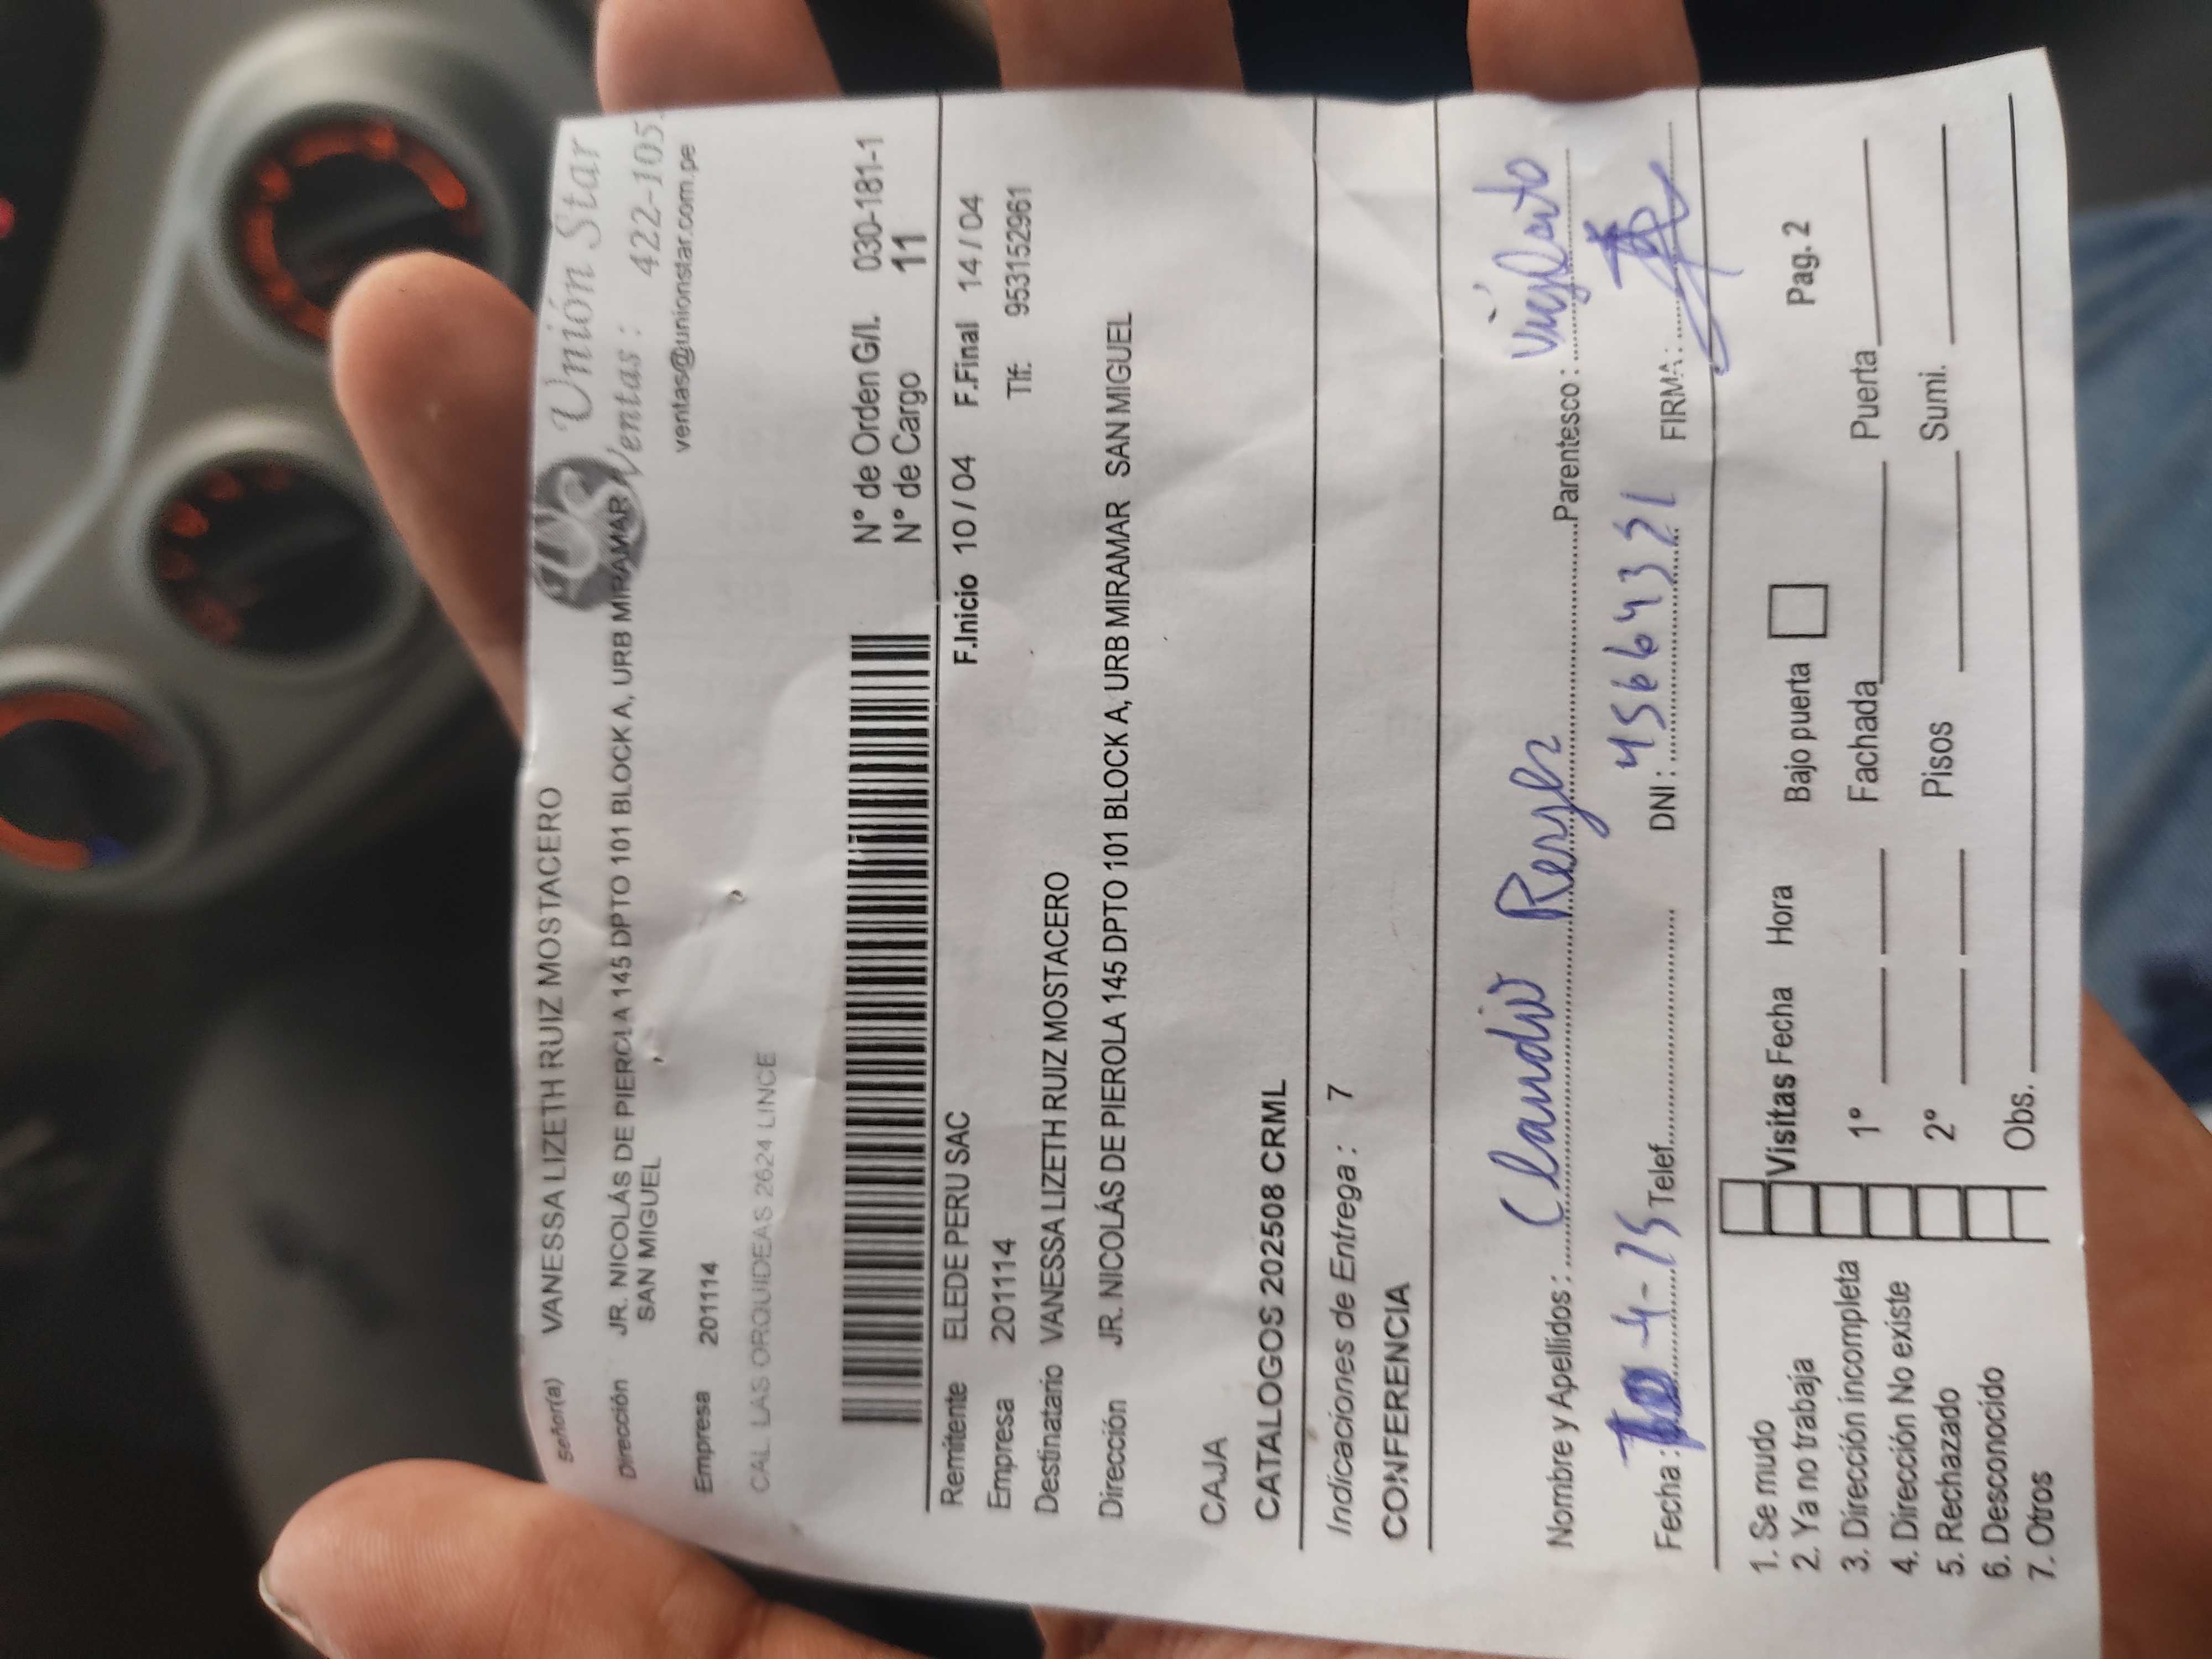 Señor(a) VANESSA LIZETH RUIZ MOSTACERO
US Unión Star
Dirección JR. NICOLÁS DE PIEROLA 145 DPTO 101 BLOCK A, URB MIRAMAR
SAN MIGUEL
Ventas : 422-105
ventas@unionstar.com.pe
Empresa 201114
CAL LAS ORQUIDEAS 2624 LINCE
N° de Orden G/I. 030-181-1
N° de Cargo 11
Remitente ELEDE PERU SAC F.Inicio 10 / 04 F.Final 14 / 04
Empresa 201114 Tlf: 953152961
Destinatario VANESSA LIZETH RUIZ MOSTACERO
Dirección JR. NICOLÁS DE PIEROLA 145 DPTO 101 BLOCK A, URB MIRAMAR SAN MIGUEL
CAJA
CATALOGOS 202508 CRML
Indicaciones de Entrega : 7
CONFERENCIA
Nombre y Apellidos : Claudio Parentesco : Vigilante
Fecha : -4-25 Telef. DNI : 45664321 FIRMA:
1. Se mudo
2. Ya no trabaja Visitas Fecha Hora Bajo puerta Pag. 2
3. Dirección incompleta 1° Fachada Puerta
4. Dirección No existe
5. Rechazado 2° Pisos Sumi.
6. Desconocido
7. Otros Obs.